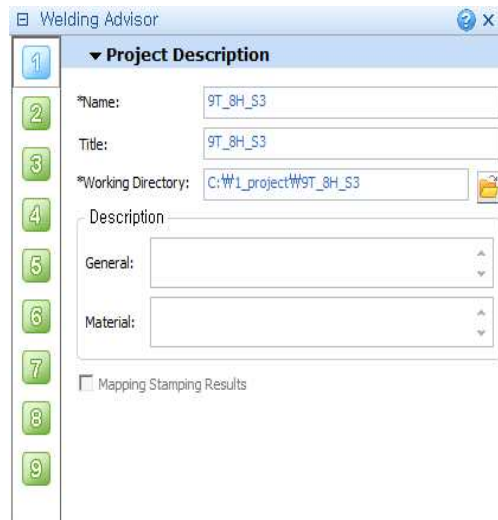 Welding Advisor
1
Project Description
2
*Name: 9T_8H_S3
3
Title: 9T_8H_S3
*Working Directory: C:₩1_project₩9T_8H_S3
4
Description
5
General:
6
Material:
7
Mapping Stamping Results
8
9